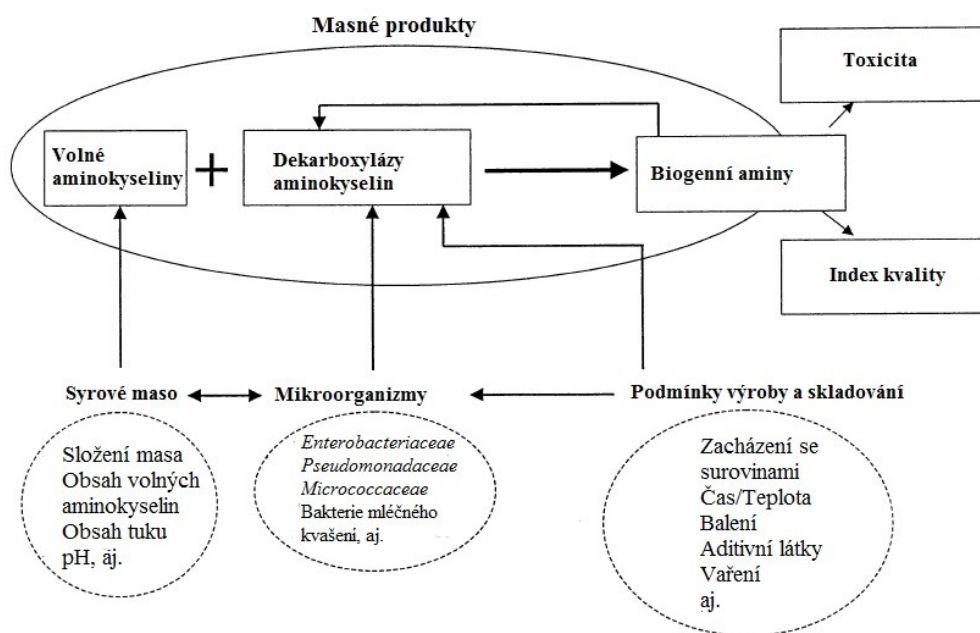 Masné produkty
Toxicita
Volné
aminokyseliny
+
Dekarboxylázy
aminokyselin
Biogenní aminy
Index kvality
Syrové maso
Mikroorganizmy
Podmínky výroby a skladování
Složení masa
Obsah volných
aminokyselin
Obsah tuku
pH, äj.
Enterobacteriaceae
Pseudomonadaceae
Micrococcaceae
Bakterie mléčného
kvašení, aj.
Zacházení se
surovinami
Čas/Teplota
Balení
Aditivní látky
Vaření
aj.